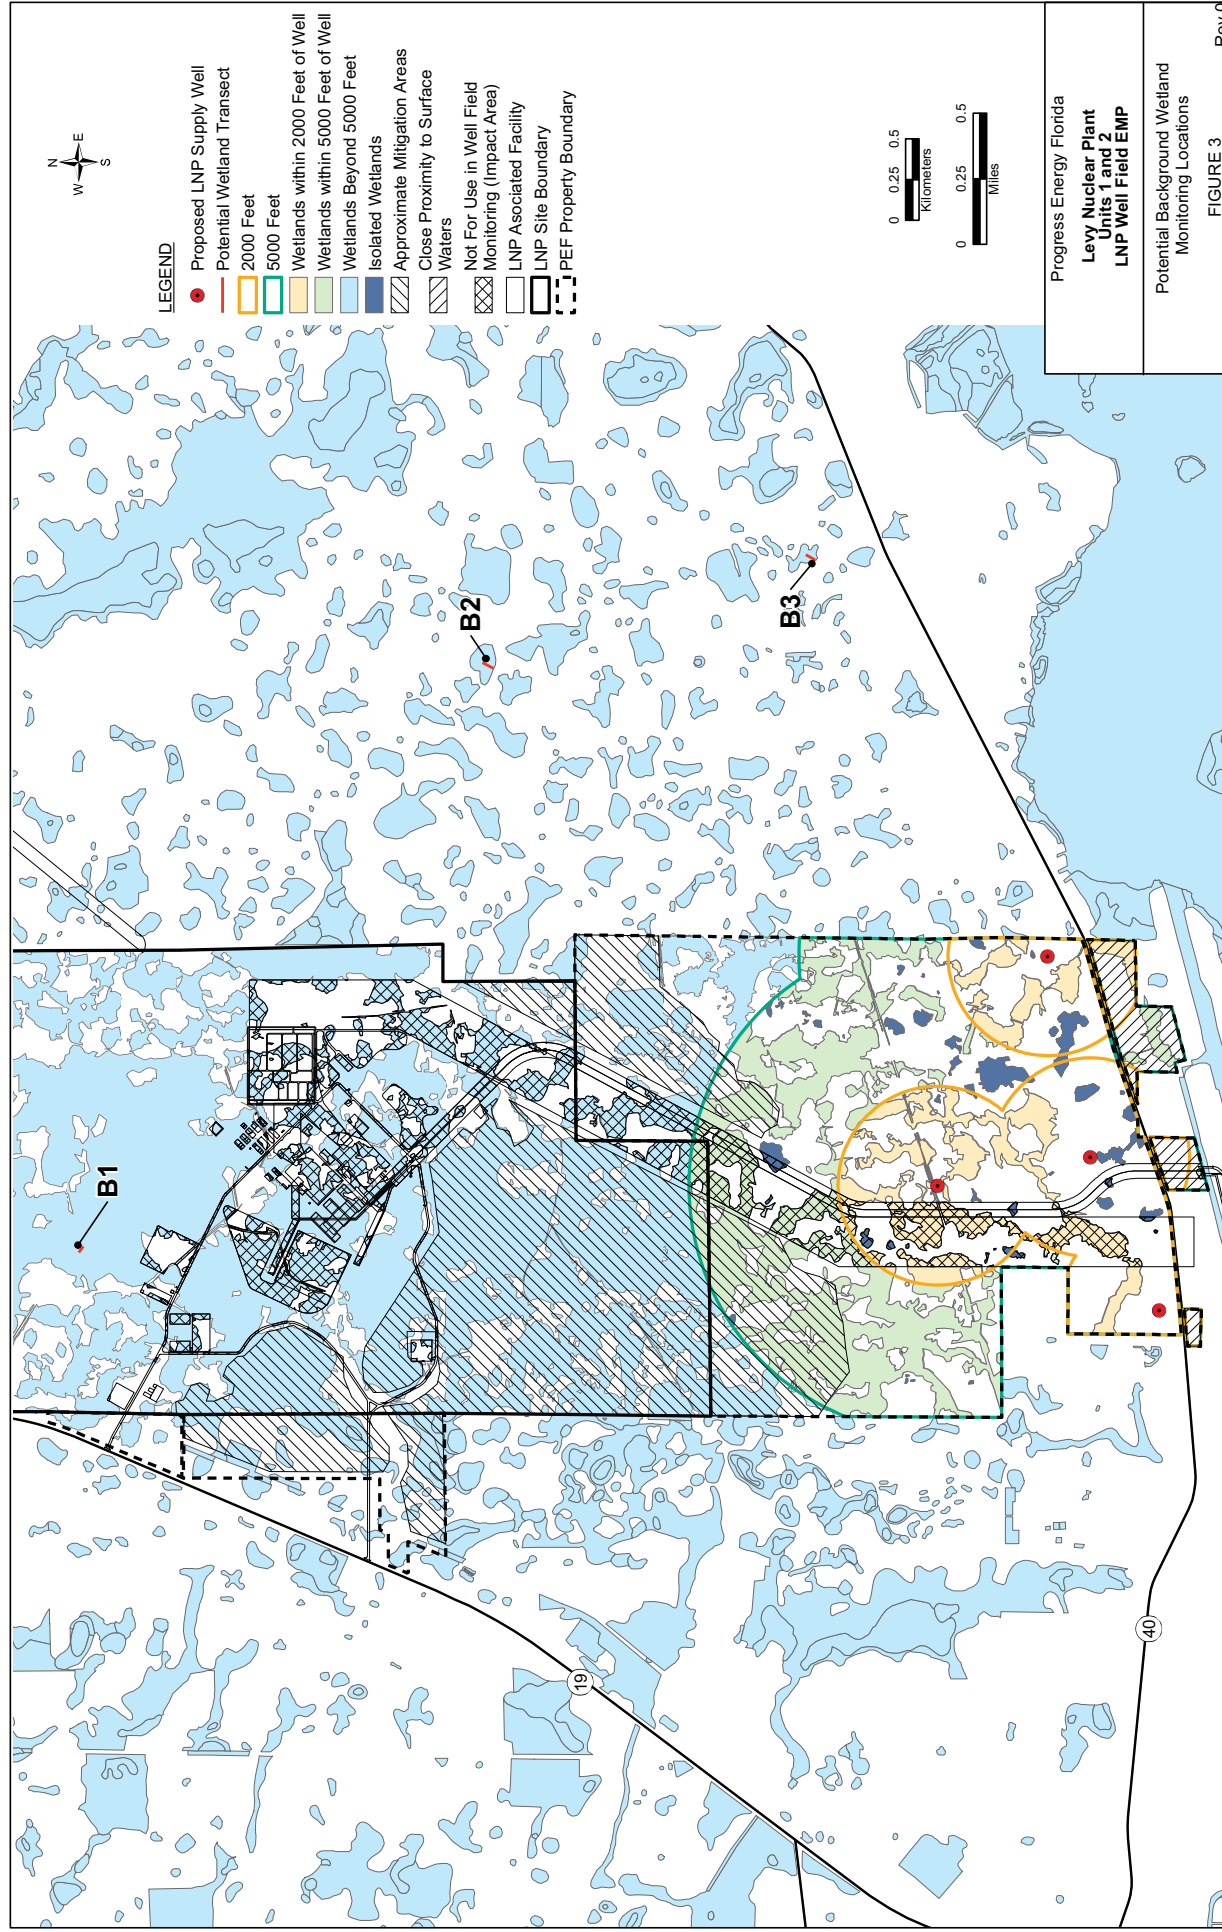 N
W
E
S
LEGEND
Proposed LNP Supply Well
Potential Wetland Transect
2000 Feet
5000 Feet
Wetlands within 2000 Feet of Well
Wetlands within 5000 Feet of Well
Wetlands Beyond 5000 Feet
Isolated Wetlands
Approximate Mitigation Areas
Close Proximity to Surface
Waters
Not For Use in Well Field
Monitoring (Impact Area)
LNP Asociated Facility
LNP Site Boundary
PEF Property Boundary
B1
B2
B3
19
40
0 0.25 0.5
Kilometers
0 0.25 0.5
Miles
Progress Energy Florida
Levy Nuclear Plant
Units 1 and 2
LNP Well Field EMP
Potential Background Wetland
Monitoring Locations
FIGURE 3
Rev 0